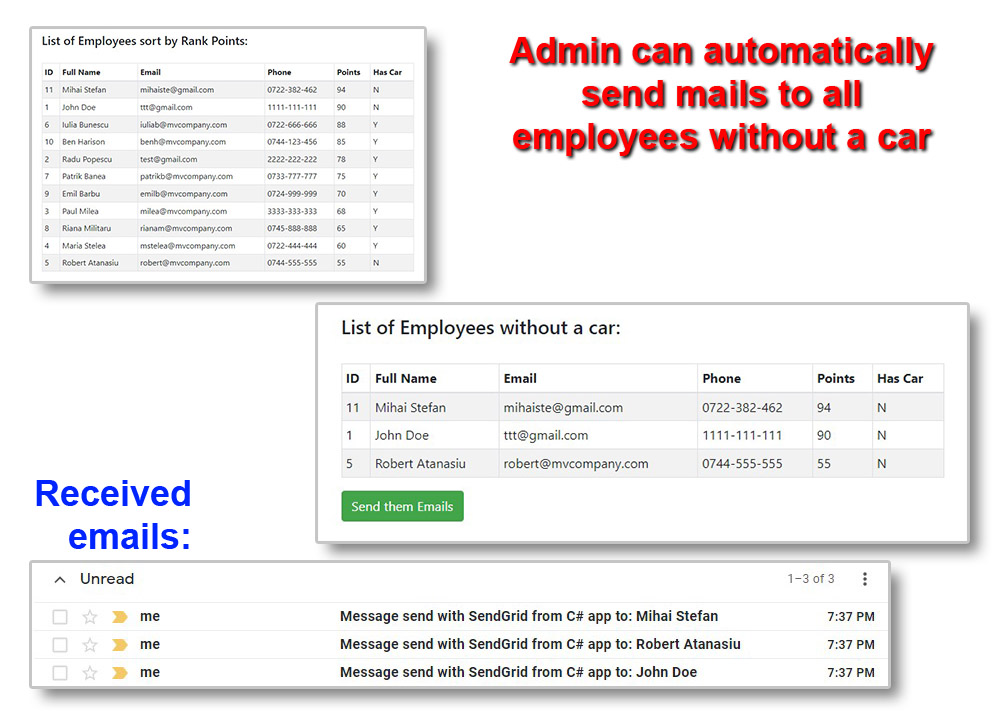 List of Employees sort by Rank Points:
ID Full Name Email Phone Points Has Car
11 Mihai Stefan mihaiste@gmail.com 0722-382-462 94 N
1 John Doe ttt@gmail.com 1111-111-111 90 N
6 Iulia Bunescu iuliab@mvcompany.com 0722-666-666 88 Y
10 Ben Harison benh@mvcompany.com 0744-123-456 85 Y
2 Radu Popescu test@gmail.com 2222-222-222 78 Y
7 Patrik Banea patrikb@mvcompany.com 0733-777-777 75 Y
9 Emil Barbu emilb@mvcompany.com 0724-999-999 70 Y
3 Paul Milea milea@mvcompany.com 3333-333-333 68 Y
8 Riana Militaru rianam@mvcompany.com 0745-888-888 65 Y
4 Maria Stelea mstelea@mvcompany.com 0722-444-444 60 Y
5 Robert Atanasiu robert@mvcompany.com 0744-555-555 55 N
Admin can automatically
send mails to all
employees without a car
List of Employees without a car:
ID Full Name Email Phone Points Has Car
11 Mihai Stefan mihaiste@gmail.com 0722-382-462 94 N
1 John Doe ttt@gmail.com 1111-111-111 90 N
5 Robert Atanasiu robert@mvcompany.com 0744-555-555 55 N
Send them Emails
Received
emails:
Unread 1–3 of 3
me Message send with SendGrid from C# app to: Mihai Stefan 7:37 PM
me Message send with SendGrid from C# app to: Robert Atanasiu 7:37 PM
me Message send with SendGrid from C# app to: John Doe 7:37 PM